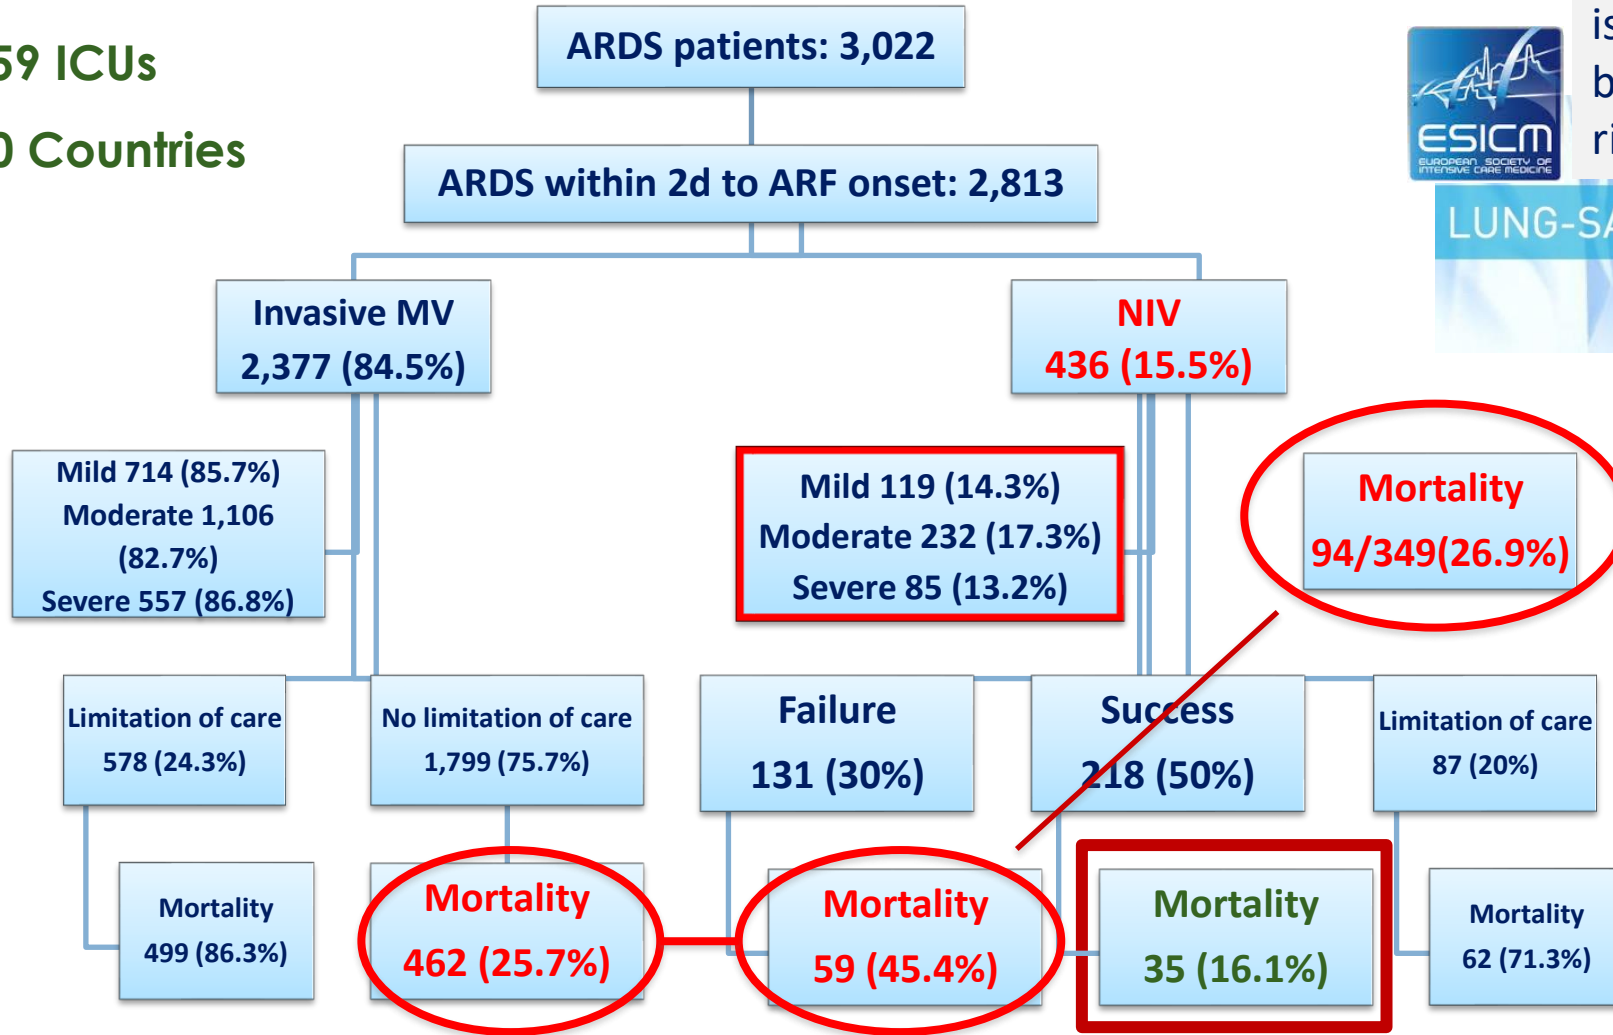 59 ICUs
0 Countries
ARDS patients: 3,022
ESICM
EUROPEAN SOCIETY OF
INTENSIVE CARE MEDICINE
is
b
ri
LUNG-SA
ARDS within 2d to ARF onset: 2,813
Invasive MV
2,377 (84.5%)
NIV
436 (15.5%)
Mild 714 (85.7%)
Moderate 1,106
(82.7%)
Severe 557 (86.8%)
Mild 119 (14.3%)
Moderate 232 (17.3%)
Severe 85 (13.2%)
Mortality
94/349(26.9%)
Limitation of care
578 (24.3%)
No limitation of care
1,799 (75.7%)
Failure
131 (30%)
Success
218 (50%)
Limitation of care
87 (20%)
Mortality
499 (86.3%)
Mortality
462 (25.7%)
Mortality
59 (45.4%)
Mortality
35 (16.1%)
Mortality
62 (71.3%)